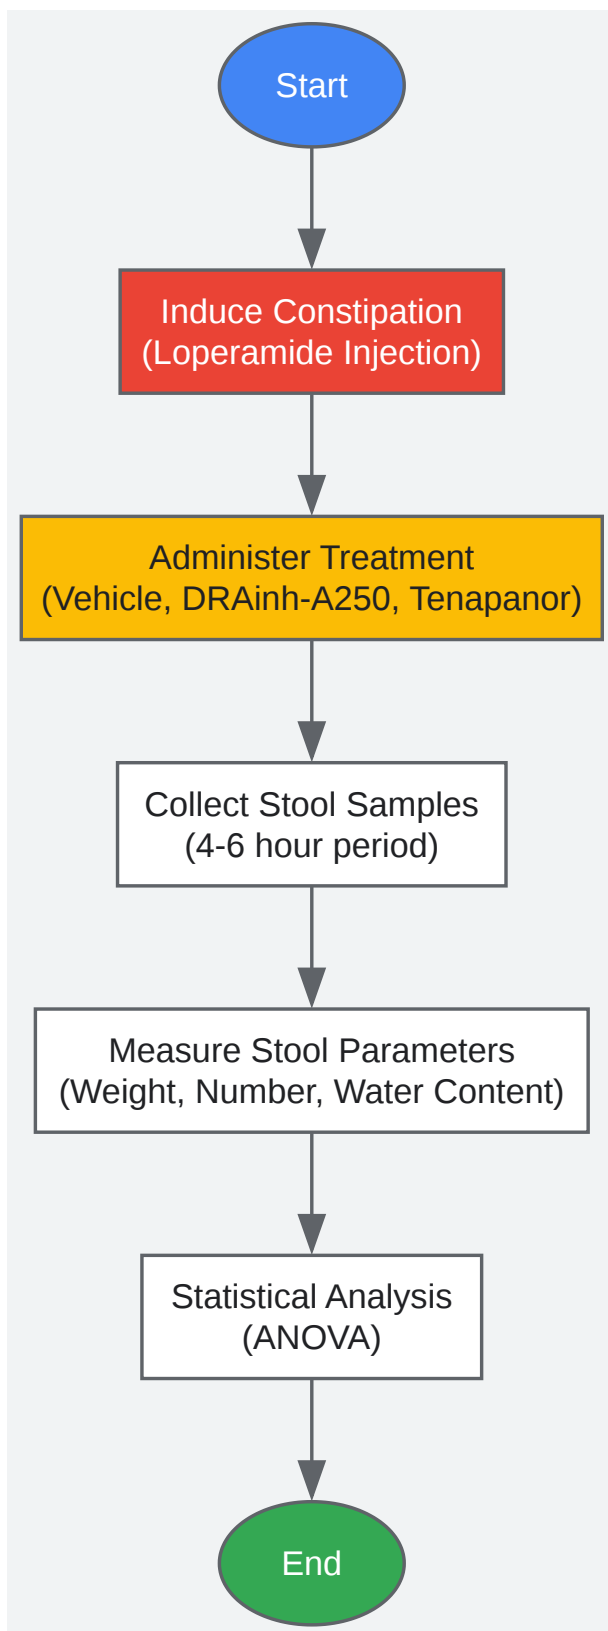 Start
Induce Constipation
(Loperamide Injection)
Administer Treatment
(Vehicle, DRAinh-A250, Tenapanor)
Collect Stool Samples
(4-6 hour period)
Measure Stool Parameters
(Weight, Number, Water Content)
Statistical Analysis
(ANOVA)
End